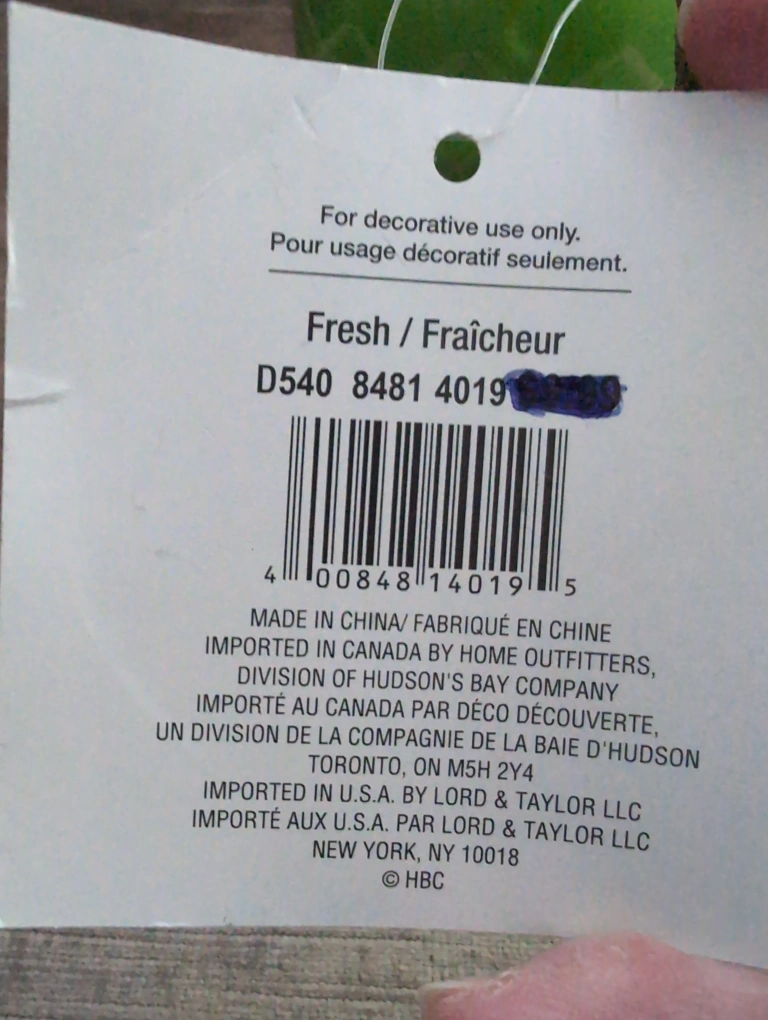 For decorative use only.
Pour usage décoratif seulement.
Fresh / Fraîcheur
D540 8481 4019
4 00848 14019 5
MADE IN CHINA/ FABRIQUÉ EN CHINE
IMPORTED IN CANADA BY HOME OUTFITTERS,
DIVISION OF HUDSON'S BAY COMPANY
IMPORTÉ AU CANADA PAR DÉCO DÉCOUVERTE,
UN DIVISION DE LA COMPAGNIE DE LA BAIE D'HUDSON
TORONTO, ON M5H 2Y4
IMPORTED IN U.S.A. BY LORD & TAYLOR LLC
IMPORTÉ AUX U.S.A. PAR LORD & TAYLOR LLC
NEW YORK, NY 10018
© HBC